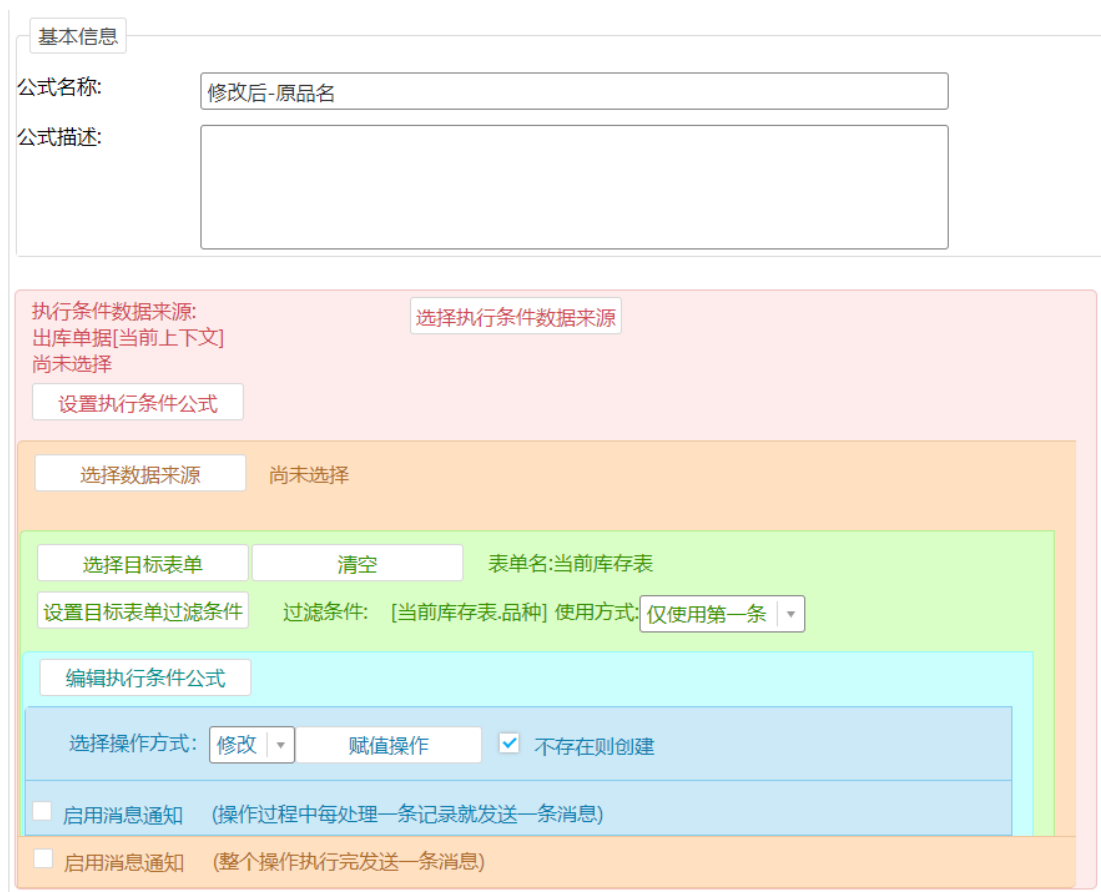 基本信息
公式名称: 修改后-原品名
公式描述:
执行条件数据来源: 选择执行条件数据来源
出库单据[当前上下文]
尚未选择
设置执行条件公式
选择数据来源 尚未选择
选择目标表单 清空 表单名:当前库存表
设置目标表单过滤条件 过滤条件: [当前库存表.品种] 使用方式: 仅使用第一条
编辑执行条件公式
选择操作方式: 修改 赋值操作 不存在则创建
启用消息通知 (操作过程中每处理一条记录就发送一条消息)
启用消息通知 (整个操作执行完发送一条消息)